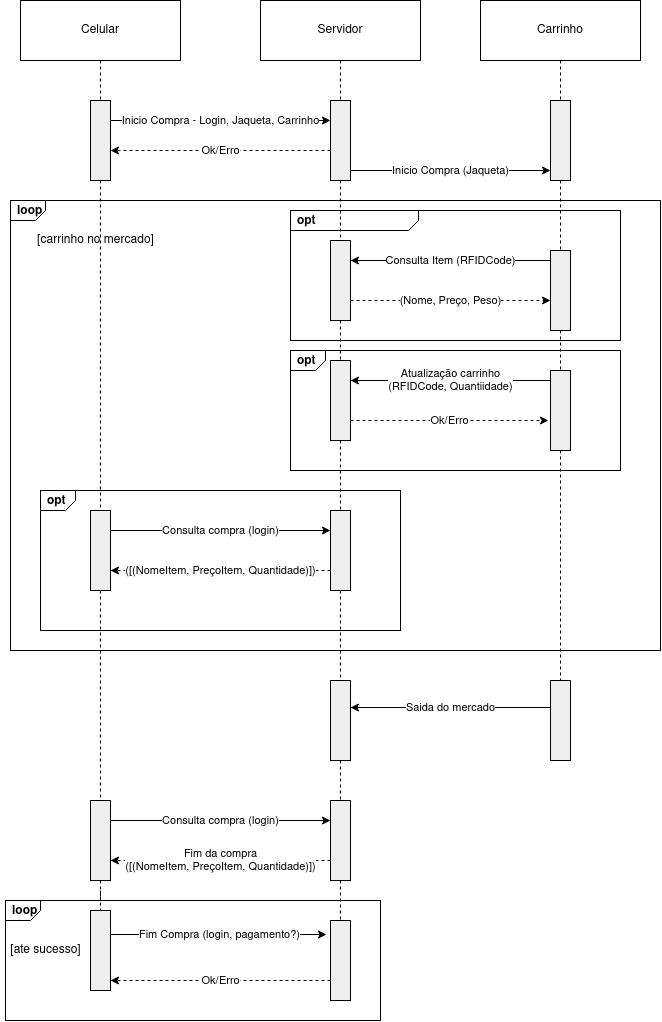 Celular
Servidor
Carrinho
Inicio Compra - Login, Jaqueta, Carrinho
Ok/Erro
Inicio Compra (Jaqueta)
loop
[carrinho no mercado]
opt
Consulta Item (RFIDCode)
(Nome, Preço, Peso)
opt
Atualização carrinho
(RFIDCode, Quantiidade)
Ok/Erro
opt
Consulta compra (login)
([(NomeItem, PreçoItem, Quantidade)])
Saida do mercado
Consulta compra (login)
Fim da compra
([(NomeItem, PreçoItem, Quantidade)])
loop
[ate sucesso]
Fim Compra (login, pagamento?)
Ok/Erro